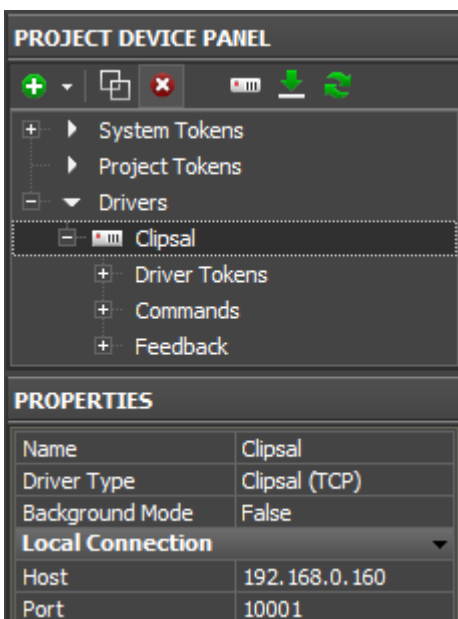 PROJECT DEVICE PANEL
System Tokens
Project Tokens
Drivers
Clipsal
Driver Tokens
Commands
Feedback
PROPERTIES
Name Clipsal
Driver Type Clipsal (TCP)
Background Mode False
Local Connection
Host 192.168.0.160
Port 10001